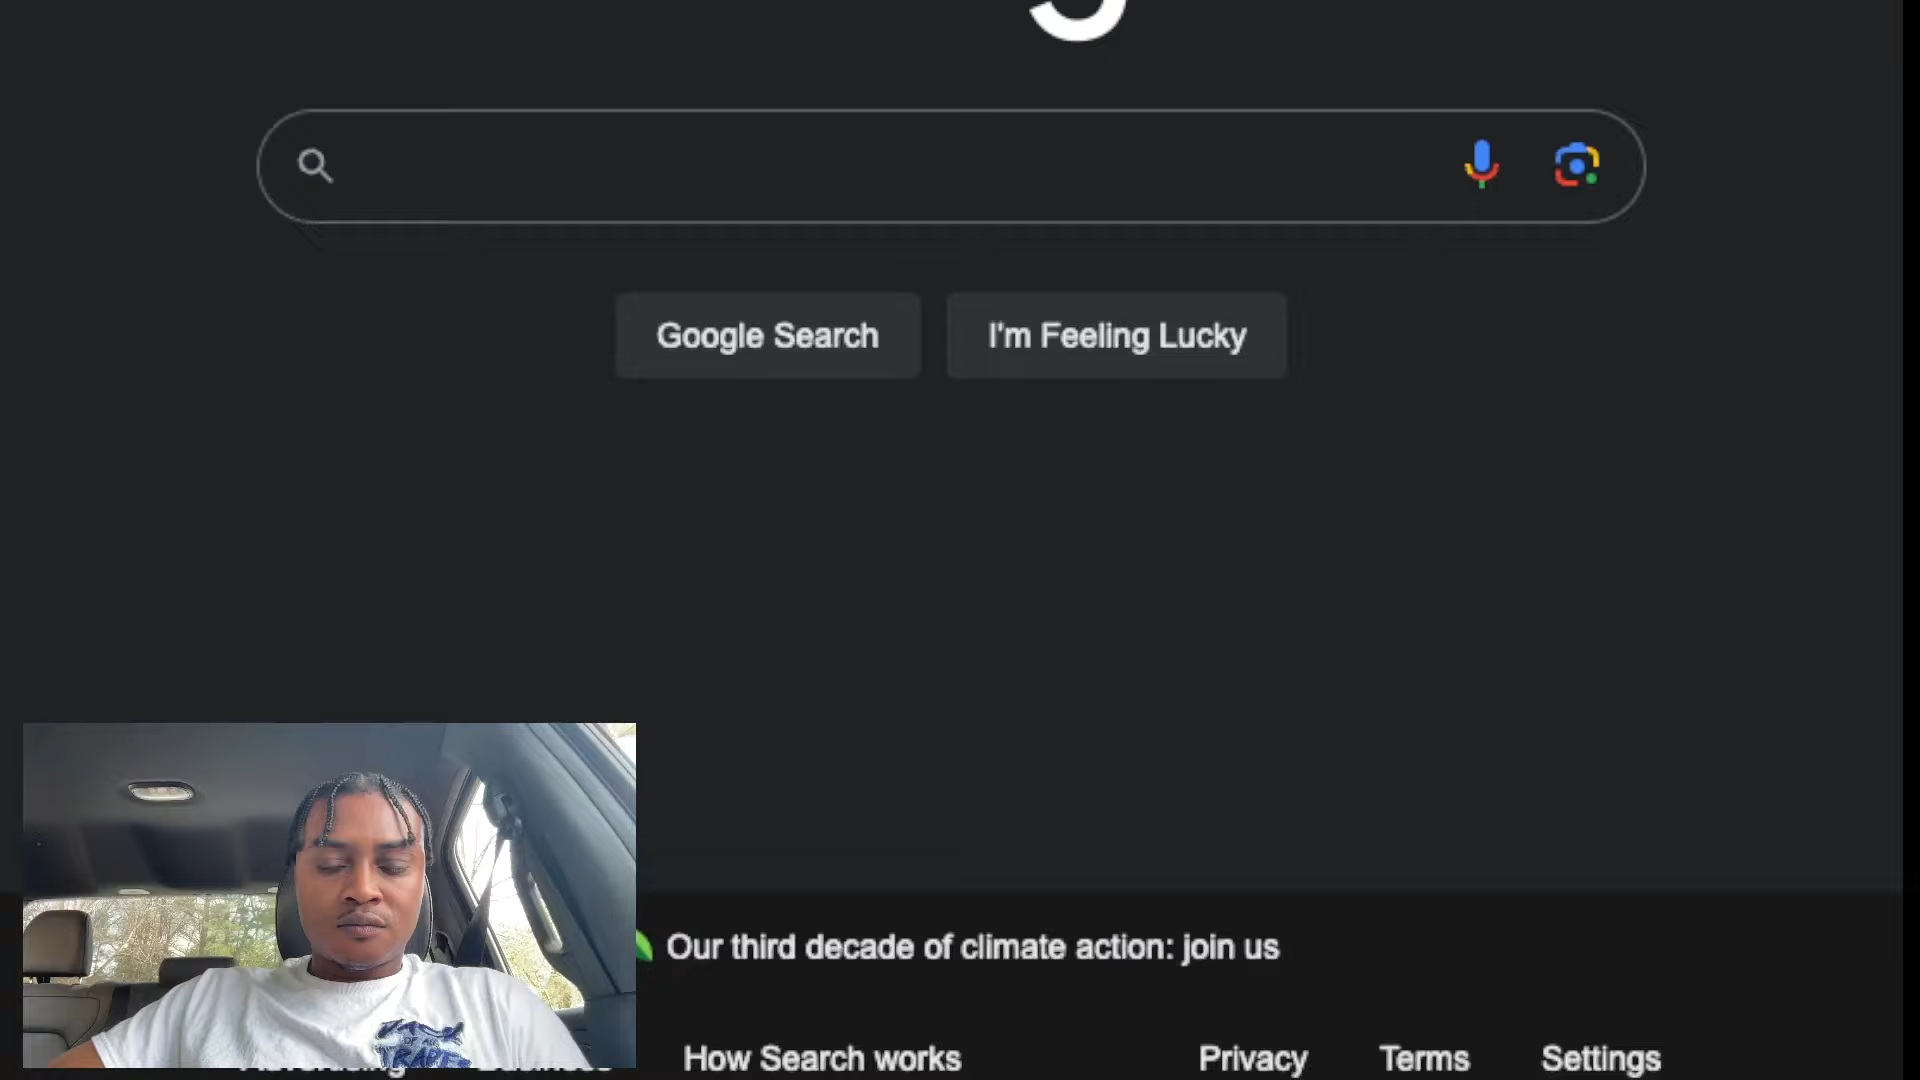 Google Search
I'm Feeling Lucky
Our third decade of climate action: join us
How Search works
Privacy
Terms
Settings